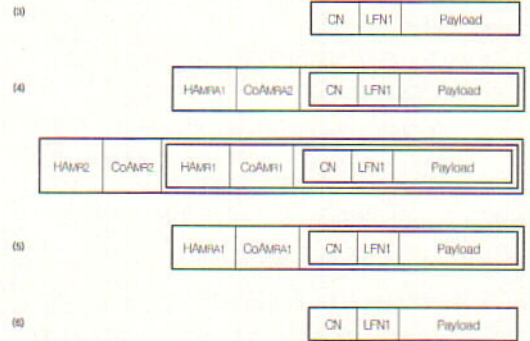 (3) CN LFN1 Payload
(4) HAMRA1 CoAMRA2 CN LFN1 Payload
HAMR2 CoAMR2 HAMR1 CoAMR1 CN LFN1 Payload
(5) HAMRA1 CoAMRA1 CN LFN1 Payload
(6) CN LFN1 Payload